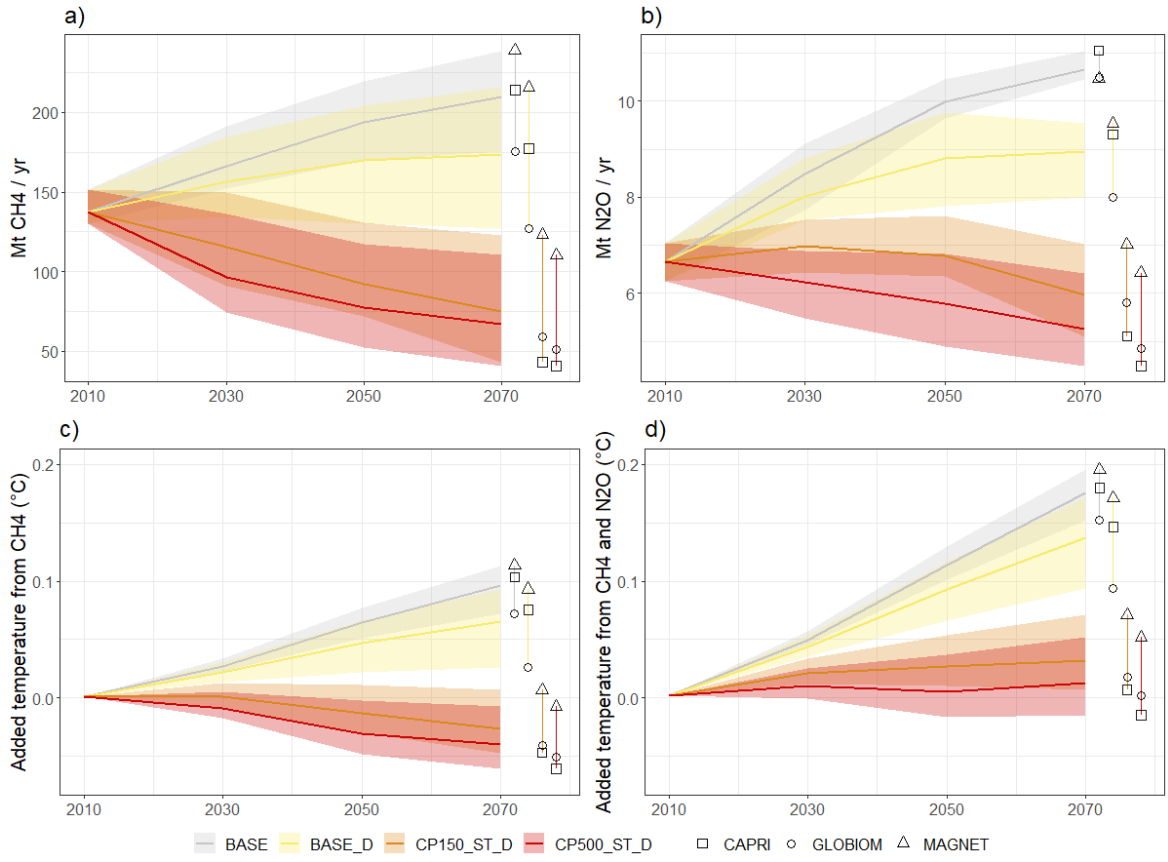 a)
Mt CH4 / yr
200
150
100
50
2010 2030 2050 2070
b)
Mt N2O / yr
10
8
6
2010 2030 2050 2070
c)
Added temperature from CH4 (°C)
0.2
0.1
0.0
2010 2030 2050 2070
d)
Added temperature from CH4 and N2O (°C)
0.2
0.1
0.0
2010 2030 2050 2070
BASE BASE_D CP150_ST_D CP500_ST_D CAPRI GLOBIOM MAGNET